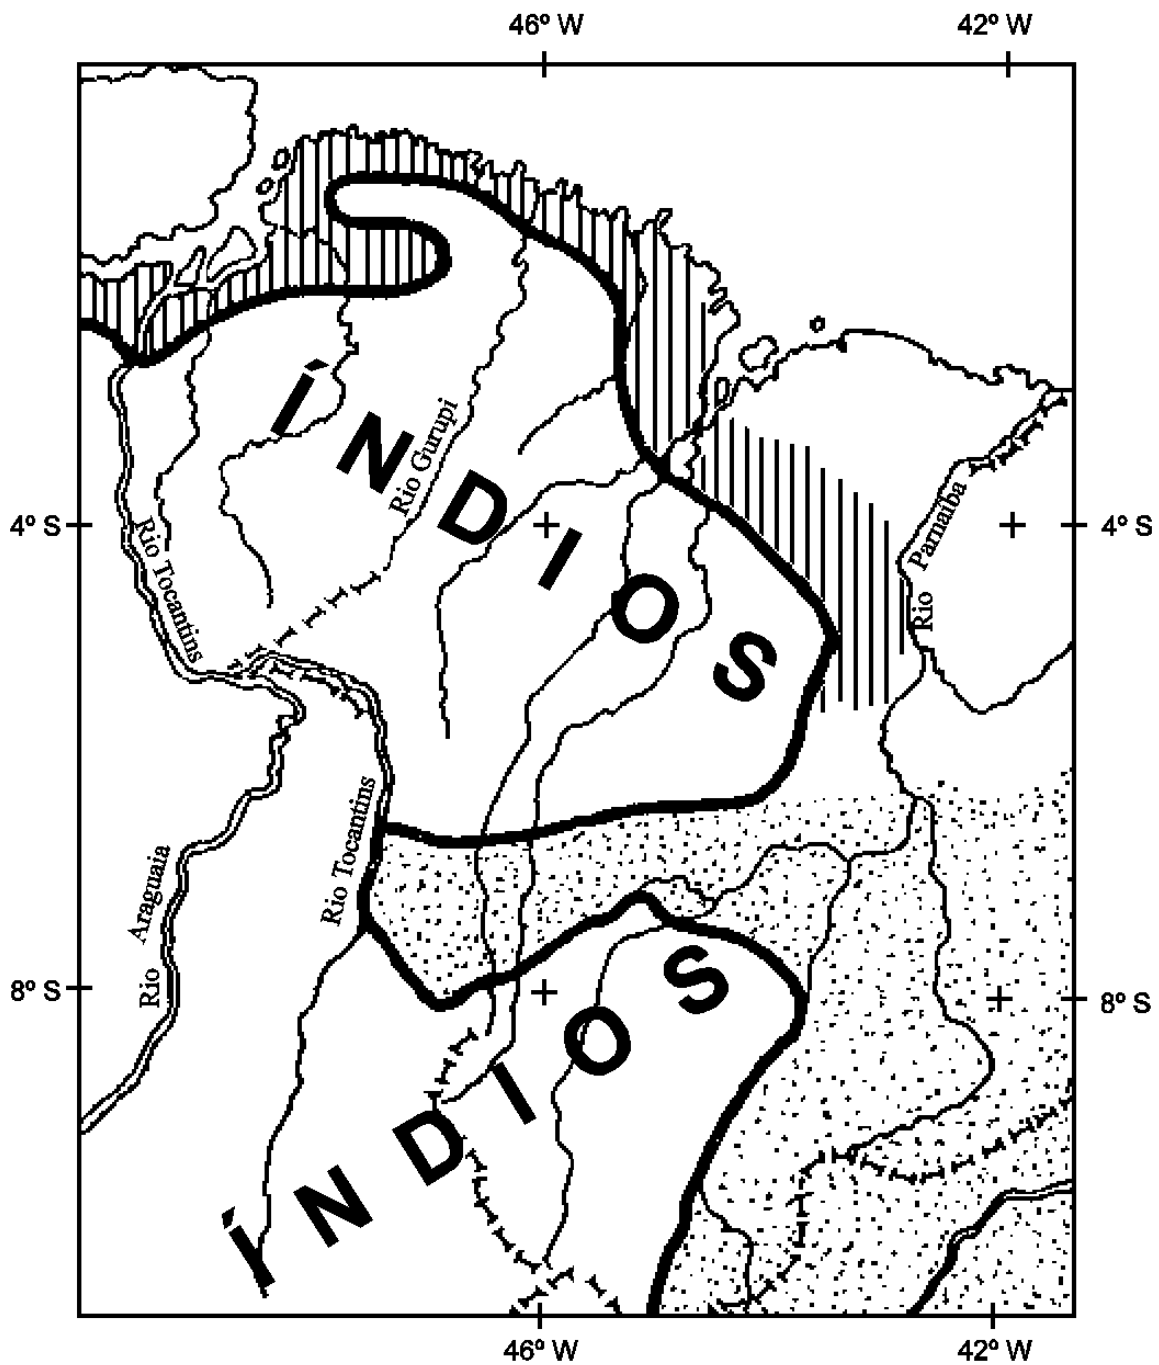 46º W
42º W
ÍNDIOS
Rio Gurupi
4º S
4º S
Rio Tocantins
Rio Parnaiba
Rio Tocantins
Rio Araguaia
8º S
8º S
ÍNDIOS
46º W
42º W